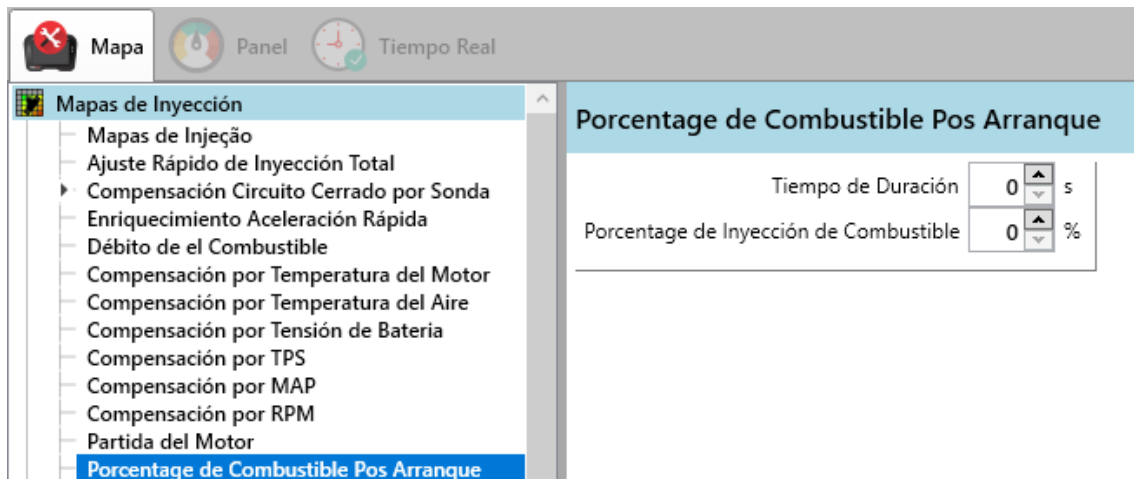 Mapa Panel Tiempo Real
Mapas de Inyección
Mapas de Injeção
Ajuste Rápido de Inyección Total
Compensación Circuito Cerrado por Sonda
Enriquecimiento Aceleración Rápida
Débito de el Combustible
Compensación por Temperatura del Motor
Compensación por Temperatura del Aire
Compensación por Tensión de Bateria
Compensación por TPS
Compensación por MAP
Compensación por RPM
Partida del Motor
Porcentage de Combustible Pos Arranque
Porcentage de Combustible Pos Arranque
Tiempo de Duración 0 s
Porcentage de Inyección de Combustible 0 %